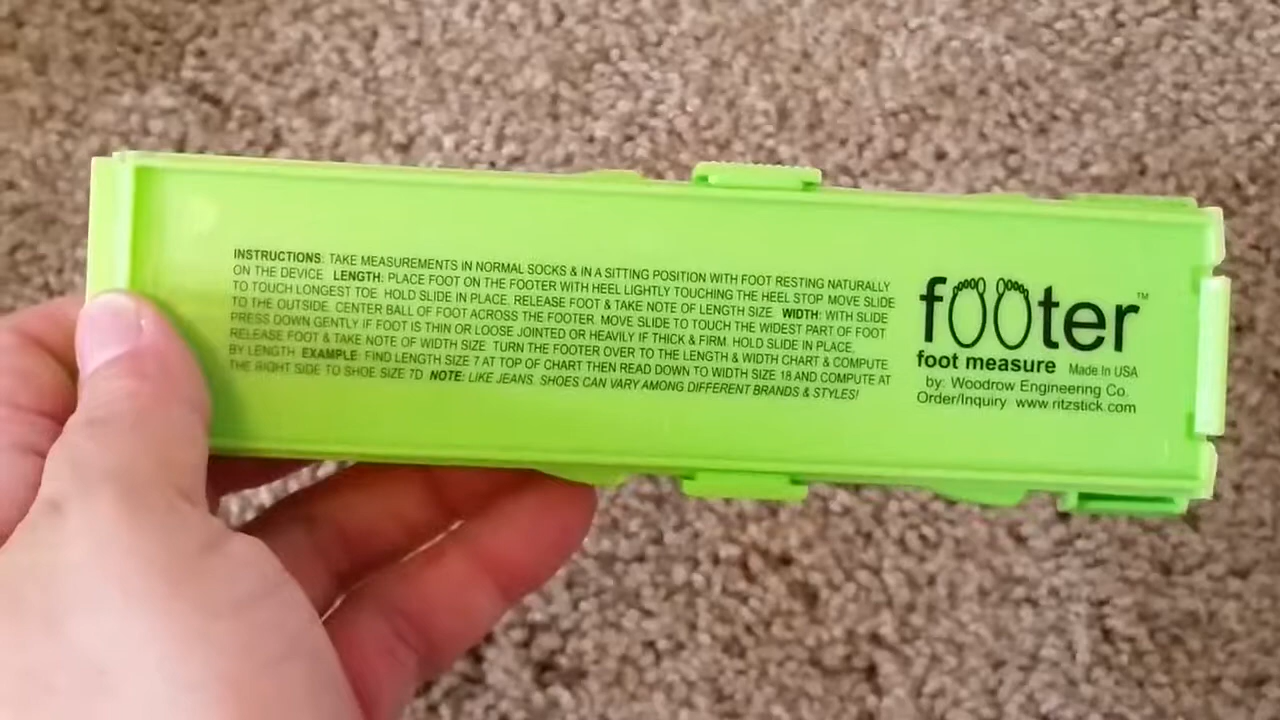 INSTRUCTIONS: TAKE MEASUREMENTS IN NORMAL SOCKS & IN A SITTING POSITION WITH FOOT RESTING NATURALLY
ON THE DEVICE. LENGTH: PLACE FOOT ON THE FOOTER WITH HEEL LIGHTLY TOUCHING THE HEEL STOP. MOVE SLIDE
TO TOUCH LONGEST TOE. HOLD SLIDE IN PLACE, RELEASE FOOT & TAKE NOTE OF LENGTH SIZE. WIDTH: WITH SLIDE
TO THE OUTSIDE, CENTER BALL OF FOOT ACROSS THE FOOTER. MOVE SLIDE TO TOUCH THE WIDEST PART OF FOOT.
PRESS DOWN GENTLY IF FOOT IS THIN OR LOOSE JOINTED OR HEAVILY IF THICK & FIRM. HOLD SLIDE IN PLACE,
RELEASE FOOT & TAKE NOTE OF WIDTH SIZE. TURN THE FOOTER OVER TO THE LENGTH & WIDTH CHART & COMPUTE
BY LENGTH. EXAMPLE: FIND LENGTH SIZE 7 AT TOP OF CHART THEN READ DOWN TO WIDTH SIZE 18 AND COMPUTE AT
THE RIGHT SIDE TO SHOE SIZE 7D. NOTE: LIKE JEANS, SHOES CAN VARY AMONG DIFFERENT BRANDS & STYLES!
footer™
foot measure Made In USA
by: Woodrow Engineering Co.
Order/Inquiry www.ritzstick.com